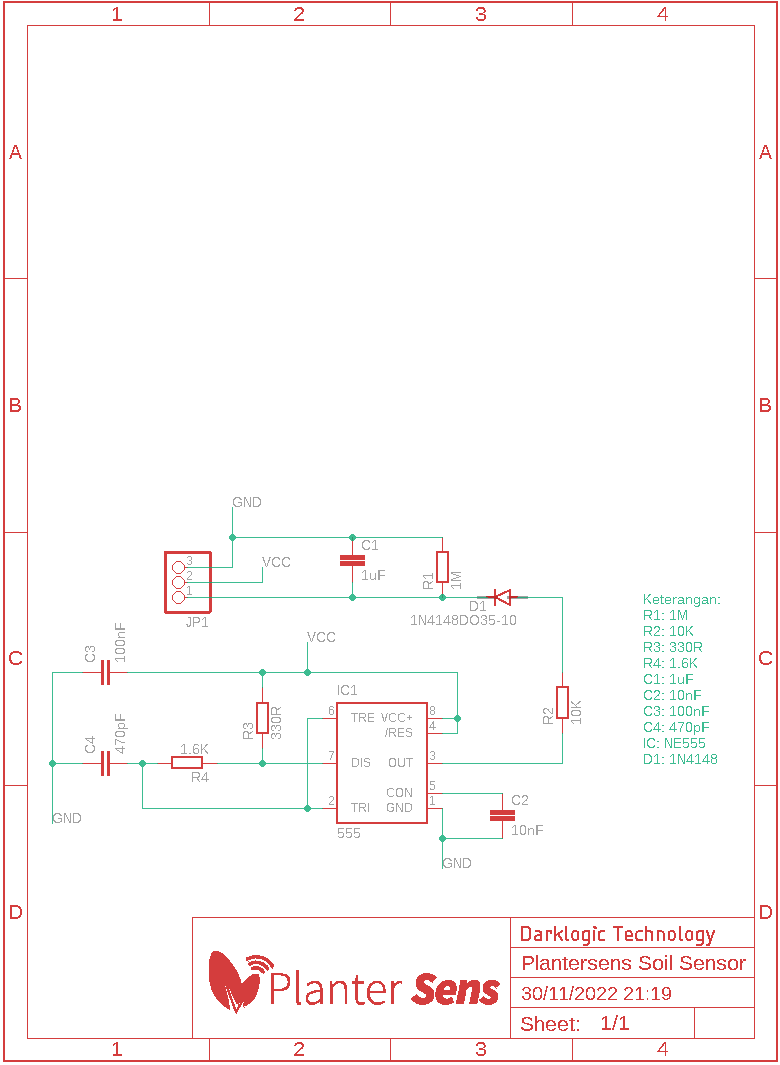 1 2 3 4
A A
B B
GND
C1
1uF
R1
1M
VCC
3
2
1
JP1
D1
1N4148DO35-10
C C
Keterangan:
R1: 1M
R2: 10K
R3: 330R
R4: 1.6K
C1: 1uF
C2: 10nF
C3: 100nF
C4: 470pF
IC: NE555
D1: 1N4148
C3
100nF
VCC
IC1
R3
330R
R2
10K
C4
470pF
1.6K
R4
6 TRE VCC+ 8
/RES 4
7 DIS OUT 3
CON 5
2 TRI GND 1
555
C2
10nF
GND
GND
D D
Planter Sens
Darklogic Technology
Plantersens Soil Sensor
30/11/2022 21:19
Sheet: 1/1
1 2 3 4